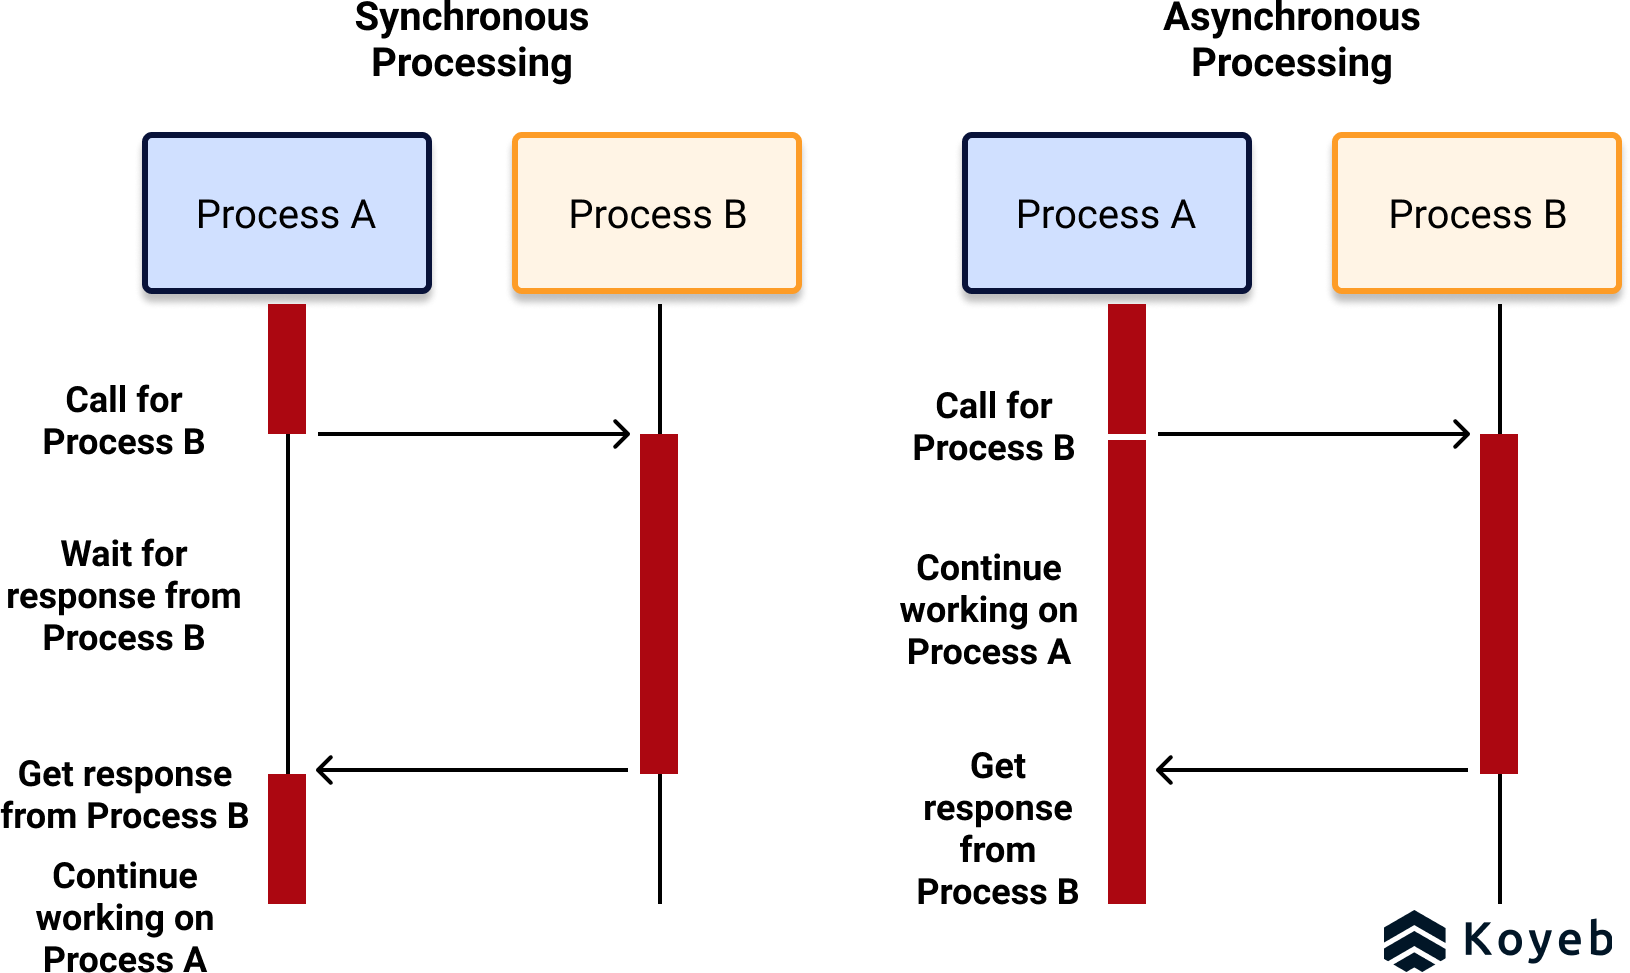 Synchronous
Processing
Process A
Process B
Call for
Process B
Wait for
response from
Process B
Get response
from Process B
Continue
working on
Process A
Asynchronous
Processing
Process A
Process B
Call for
Process B
Continue
working on
Process A
Get
response
from
Process B
Koyeb